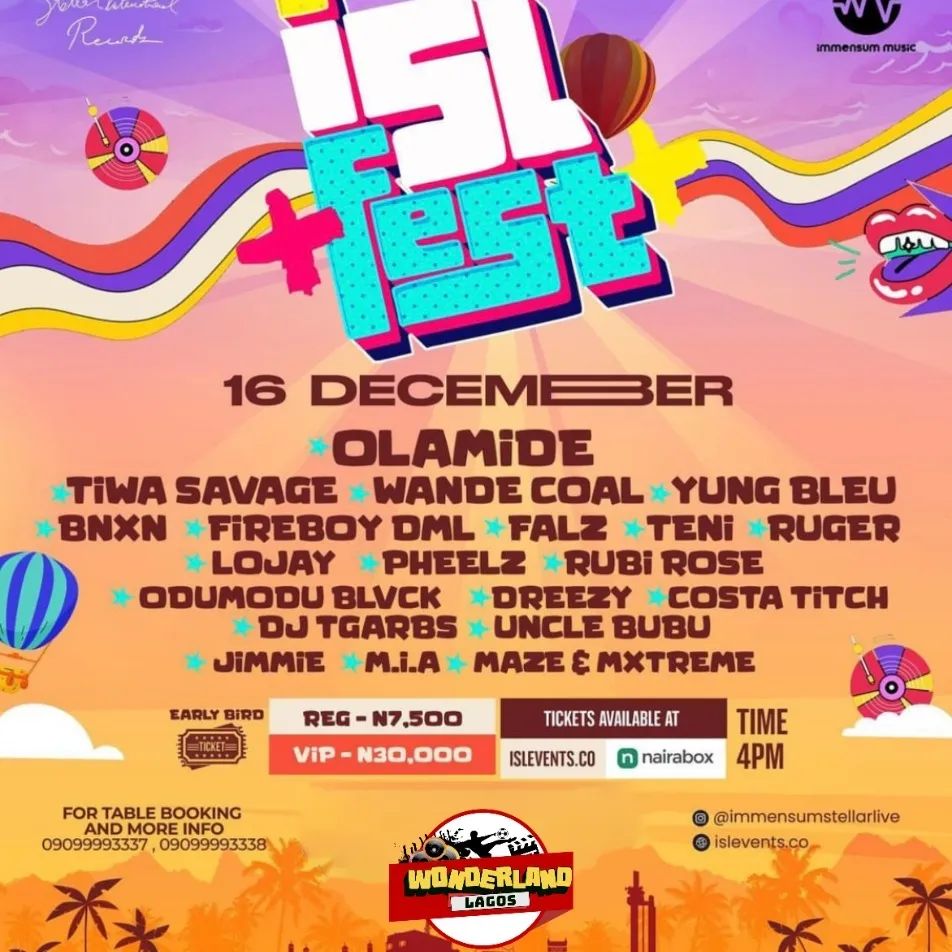 Records
immensum music
iSL
Fest
16 DECEMBER
OLAMiDE
TiWA SAVAGE WANDE COAL YUNG BLEU
BNXN FiREBOY DML FALZ TENi RUGER
LOJAY PHEELZ RUBi ROSE
ODUMODU BLVCK DREEZY COSTA TiTCH
DJ TGARBS UNCLE BUBU
JiMMiE M.i.A MAZE & MXTREME
EARLY BiRD
TICKET
REG - ₦7,500
ViP - ₦30,000
TICKETS AVAILABLE AT
ISLEVENTS.CO nairabox
TIME
4PM
FOR TABLE BOOKING
AND MORE INFO
09099993337 , 09099993338
@immensumstellarlive
islevents.co
WONDERLAND
LAGOS